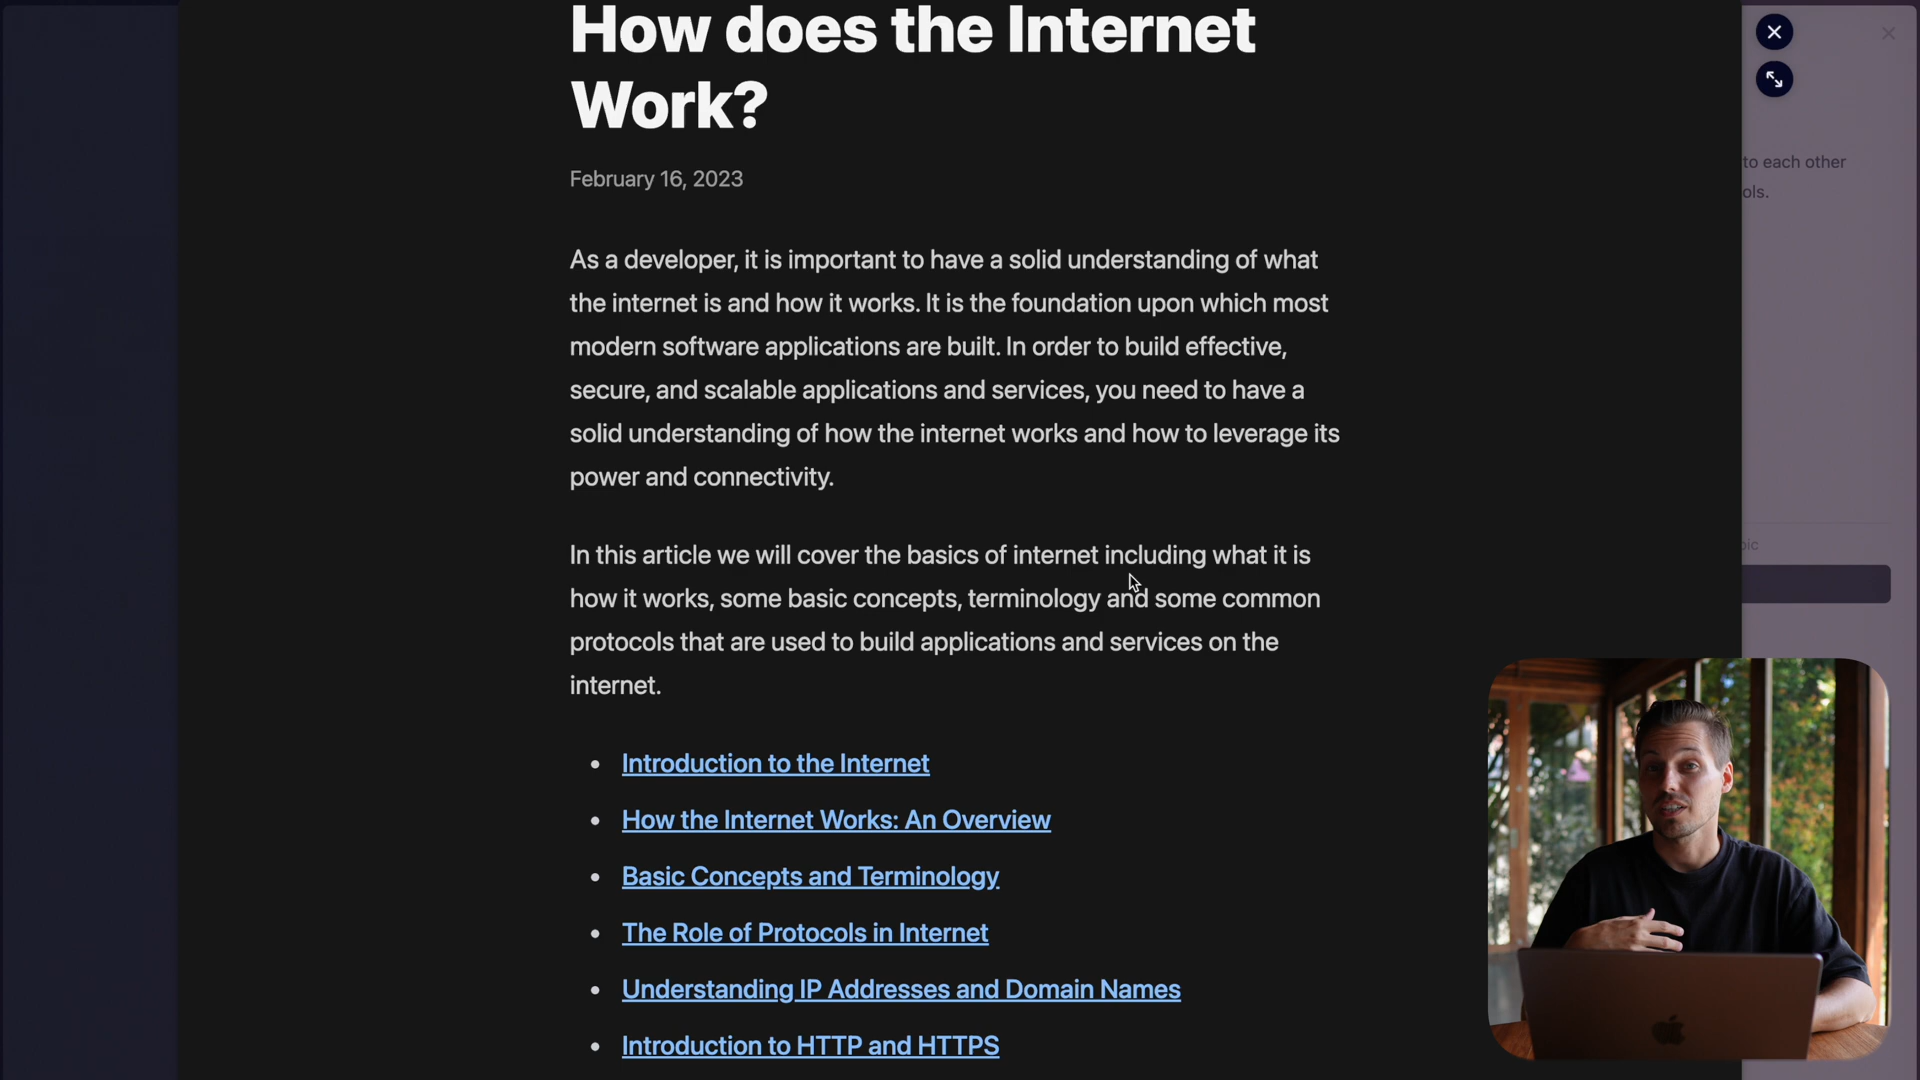 How does the Internet
Work?
February 16, 2023
As a developer, it is important to have a solid understanding of what
the internet is and how it works. It is the foundation upon which most
modern software applications are built. In order to build effective,
secure, and scalable applications and services, you need to have a
solid understanding of how the internet works and how to leverage its
power and connectivity.
In this article we will cover the basics of internet including what it is
how it works, some basic concepts, terminology and some common
protocols that are used to build applications and services on the
internet.
• Introduction to the Internet
• How the Internet Works: An Overview
• Basic Concepts and Terminology
• The Role of Protocols in Internet
• Understanding IP Addresses and Domain Names
• Introduction to HTTP and HTTPS
to each other